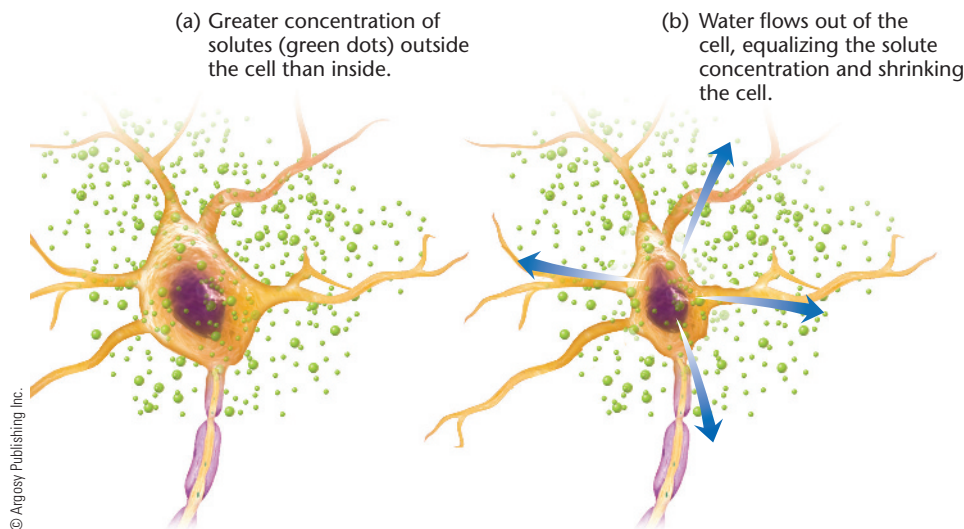 (a) Greater concentration of
solutes (green dots) outside
the cell than inside.
(b) Water flows out of the
cell, equalizing the solute
concentration and shrinking
the cell.
© Argosy Publishing Inc.